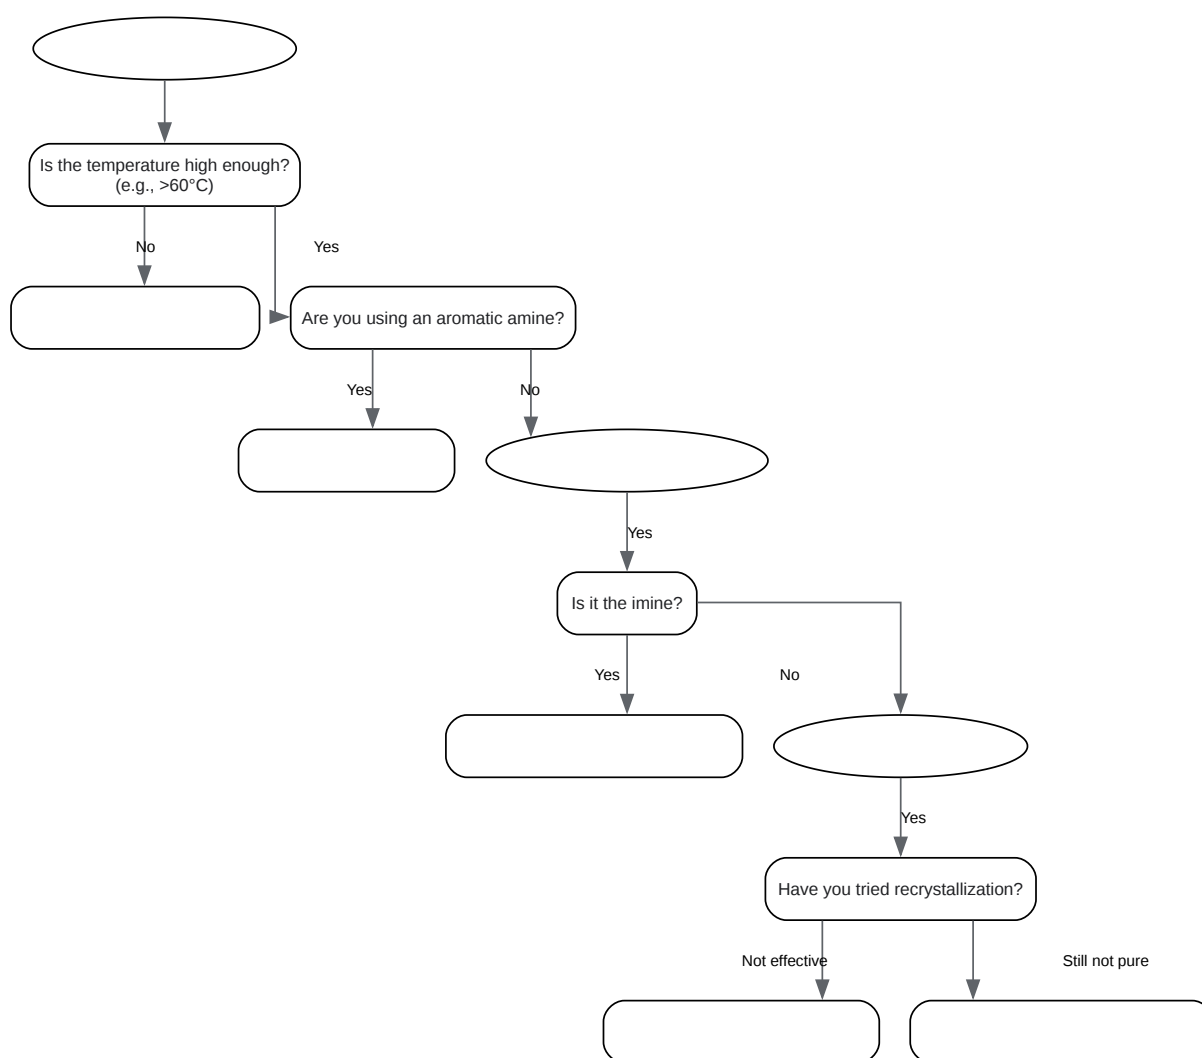 Is the temperature high enough?
(e.g., >60°C)
No
Yes
Are you using an aromatic amine?
Yes
No
Yes
Is it the imine?
Yes
No
Yes
Have you tried recrystallization?
Not effective
Still not pure